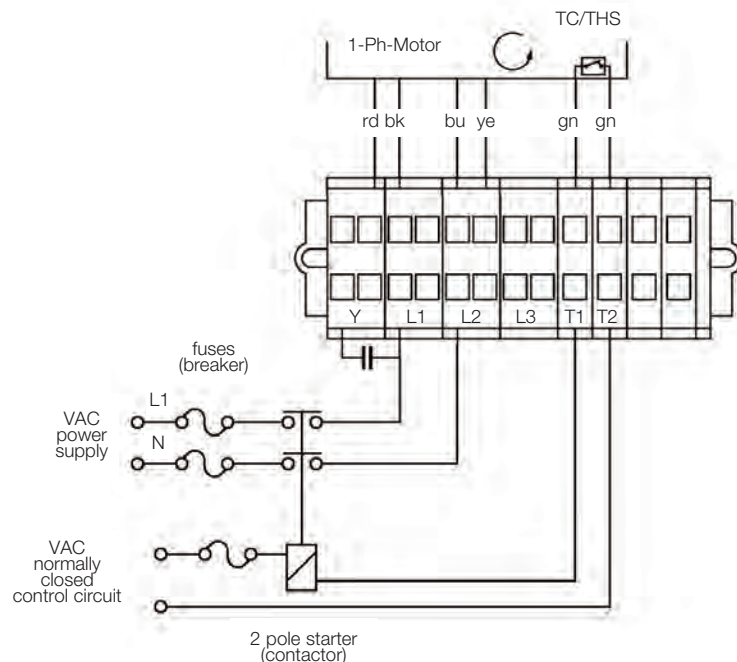 TC/THS
1-Ph-Motor
rd bk bu ye gn gn
Y L1 L2 L3 T1 T2
fuses
(breaker)
L1
VAC
power
supply
N
VAC
normally
closed
control circuit
2 pole starter
(contactor)